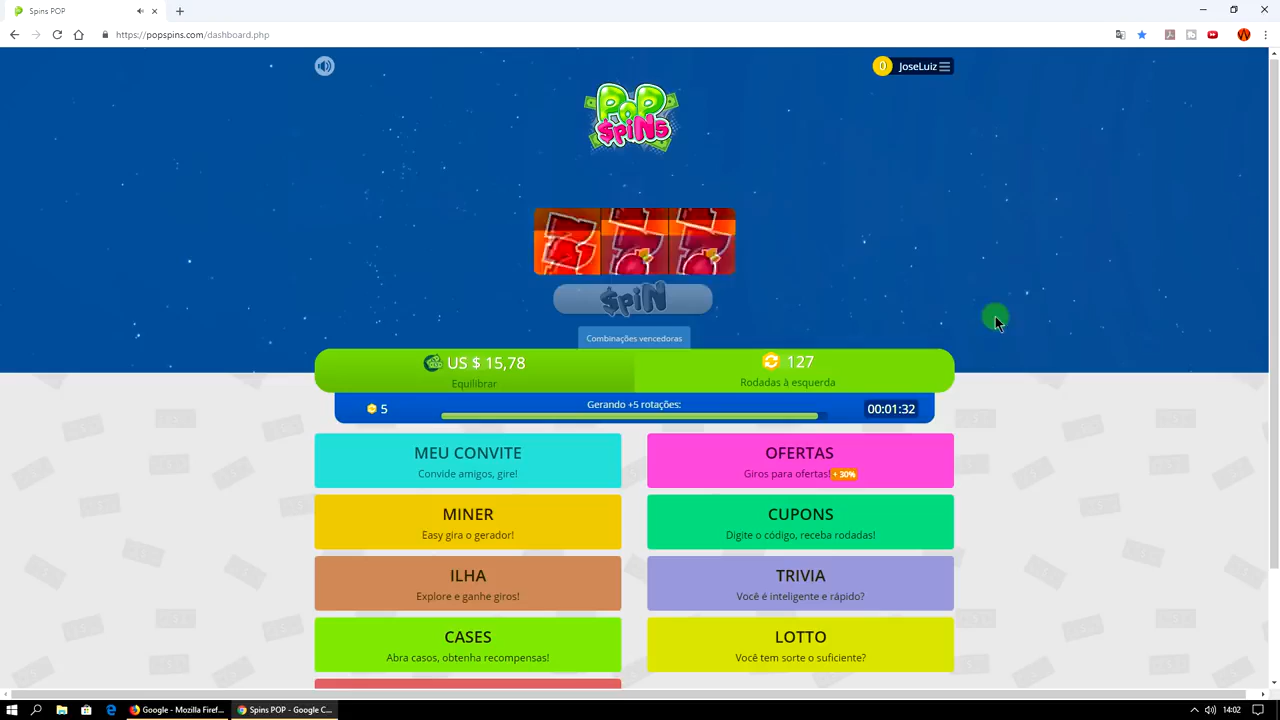 Spins POP
https://popspins.com/dashboard.php
0 JoseLuiz
POP
$PiNS
$PiN
Combinações vencedoras
US $ 15,78
Equilibrar
127
Rodadas à esquerda
5
Gerando +5 rotações:
00:01:32
MEU CONVITE
Convide amigos, gire!
OFERTAS
Giros para ofertas! + 30%
MINER
Easy gira o gerador!
CUPONS
Digite o código, receba rodadas!
ILHA
Explore e ganhe giros!
TRIVIA
Você é inteligente e rápido?
CASES
Abra casos, obtenha recompensas!
LOTTO
Você tem sorte o suficiente?
Google - Mozilla Firef...
Spins POP - Google C...
14:02